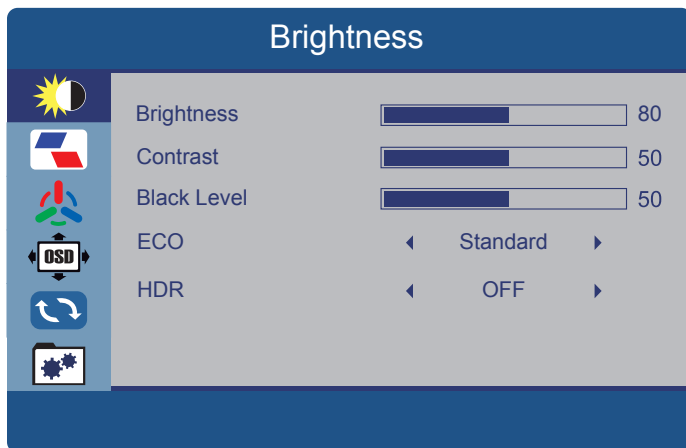 Brightness
Brightness 80
Contrast 50
Black Level 50
ECO Standard
OSD
HDR OFF